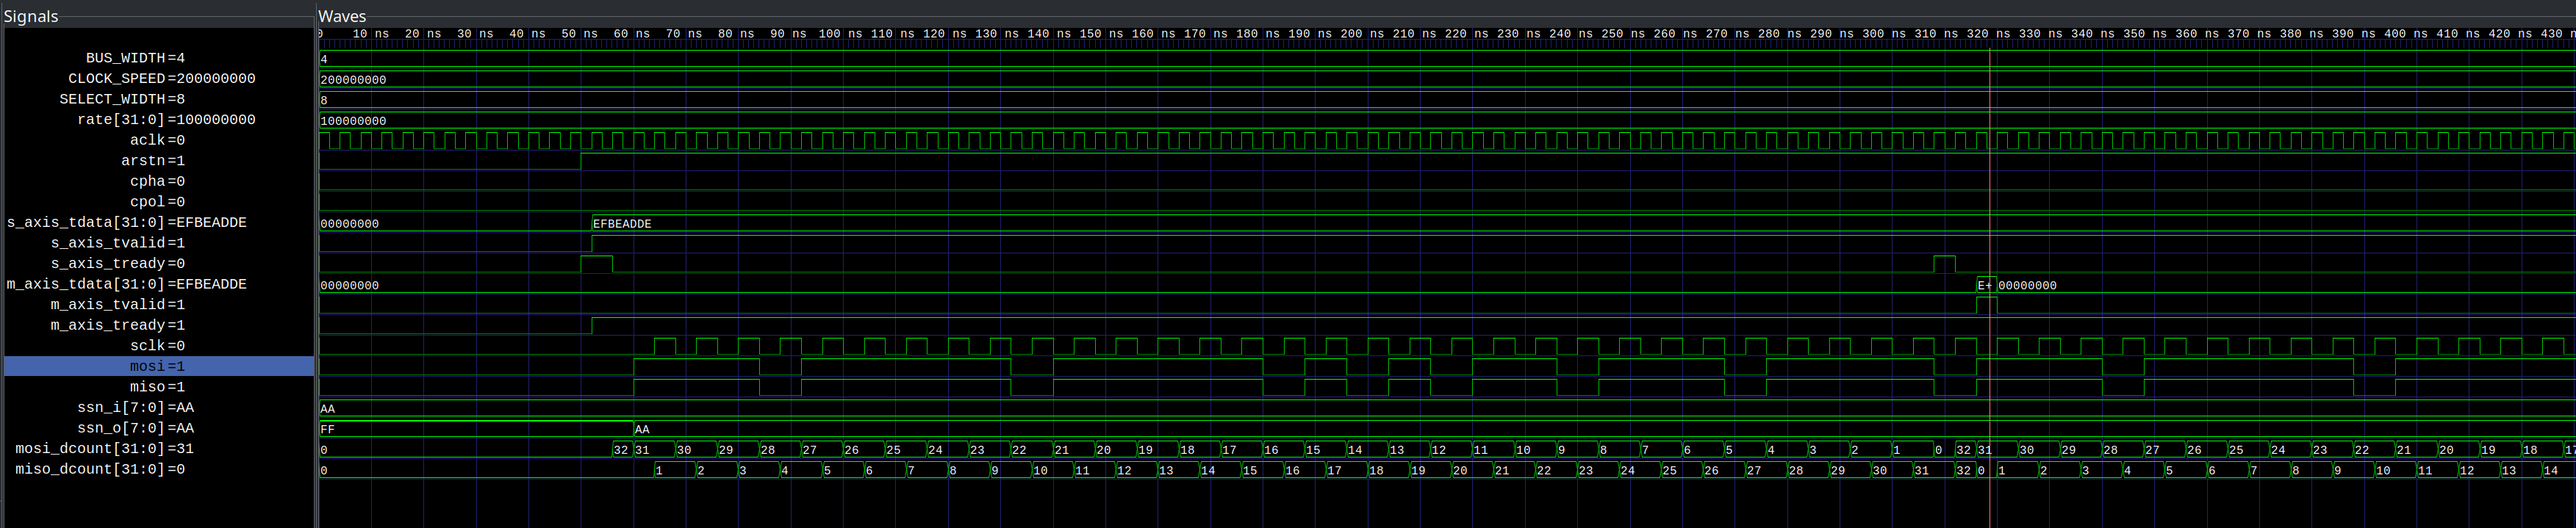 Signals
Waves
0 10 ns 20 ns 30 ns 40 ns 50 ns 60 ns 70 ns 80 ns 90 ns 100 ns 110 ns 120 ns 130 ns 140 ns 150 ns 160 ns 170 ns 180 ns 190 ns 200 ns 210 ns 220 ns 230 ns 240 ns 250 ns 260 ns 270 ns 280 ns 290 ns 300 ns 310 ns 320 ns 330 ns 340 ns 350 ns 360 ns 370 ns 380 ns 390 ns 400 ns 410 ns 420 ns 430 n
BUS_WIDTH=4 4
CLOCK_SPEED=200000000 200000000
SELECT_WIDTH=8 8
rate[31:0]=100000000 100000000
aclk=0
arstn=1
cpha=0
cpol=0
s_axis_tdata[31:0]=EFBEADDE 00000000 EFBEADDE
s_axis_tvalid=1
s_axis_tready=0
m_axis_tdata[31:0]=EFBEADDE 00000000 E+ 00000000
m_axis_tvalid=1
m_axis_tready=1
sclk=0
mosi=1
miso=1
ssn_i[7:0]=AA AA
ssn_o[7:0]=AA FF AA
mosi_dcount[31:0]=31 0 32 31 30 29 28 27 26 25 24 23 22 21 20 19 18 17 16 15 14 13 12 11 10 9 8 7 6 5 4 3 2 1 0 32 31 30 29 28 27 26 25 24 23 22 21 20 19 18 17
miso_dcount[31:0]=0 0 1 2 3 4 5 6 7 8 9 10 11 12 13 14 15 16 17 18 19 20 21 22 23 24 25 26 27 28 29 30 31 32 0 1 2 3 4 5 6 7 8 9 10 11 12 13 14